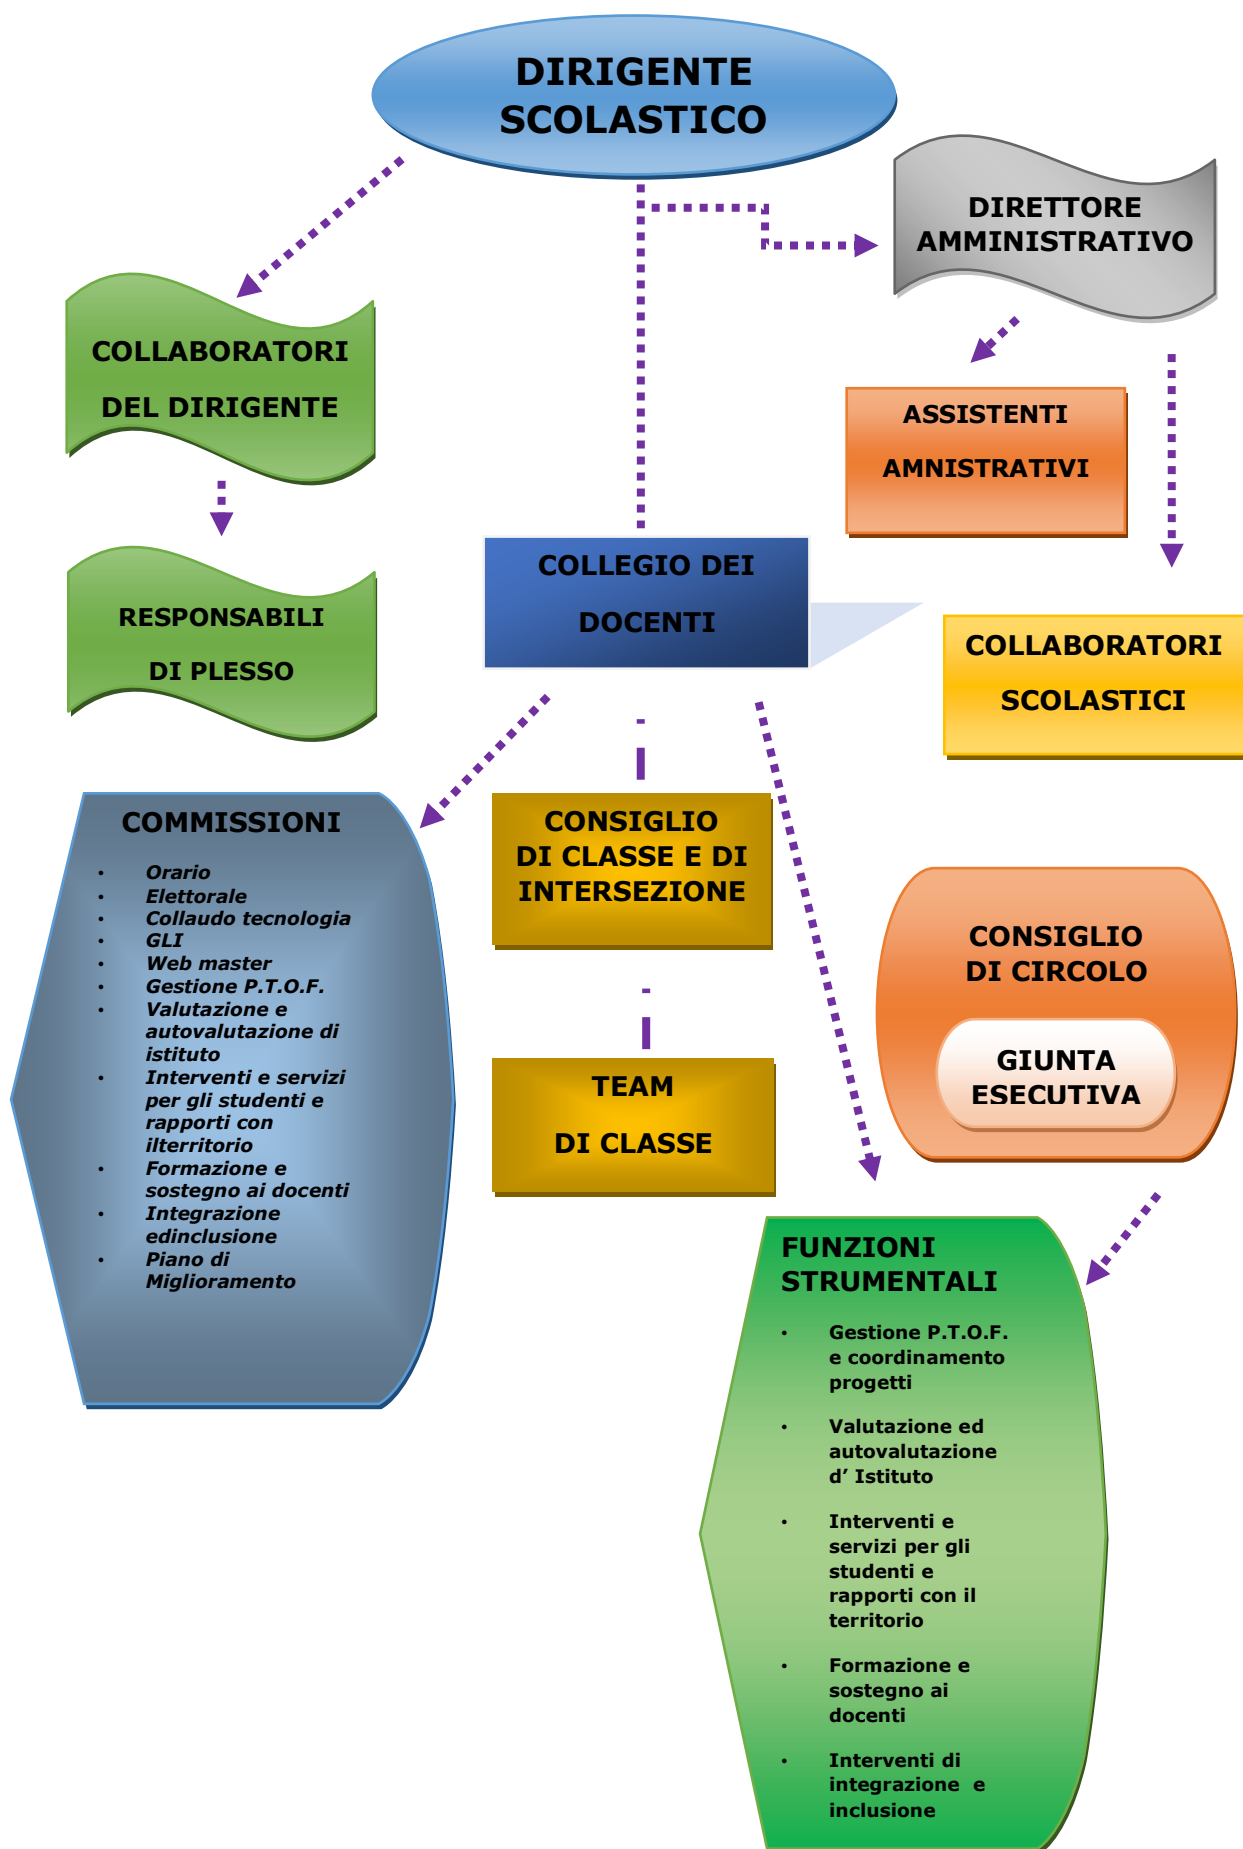 DIRIGENTE
SCOLASTICO
DIRETTORE
AMMINISTRATIVO
COLLABORATORI
DEL DIRIGENTE
ASSISTENTI
AMNISTRATIVI
COLLEGIO DEI
DOCENTI
RESPONSABILI
DI PLESSO
COLLABORATORI
SCOLASTICI
COMMISSIONI
• Orario
• Elettorale
• Collaudo tecnologia
• GLI
• Web master
• Gestione P.T.O.F.
• Valutazione e
autovalutazione di
istituto
• Interventi e servizi
per gli studenti e
rapporti con
ilterritorio
• Formazione e
sostegno ai docenti
• Integrazione
edinclusione
• Piano di
Miglioramento
CONSIGLIO
DI CLASSE E DI
INTERSEZIONE
TEAM
DI CLASSE
CONSIGLIO
DI CIRCOLO
GIUNTA
ESECUTIVA
FUNZIONI
STRUMENTALI
• Gestione P.T.O.F.
e coordinamento
progetti
• Valutazione ed
autovalutazione
d’ Istituto
• Interventi e
servizi per gli
studenti e
rapporti con il
territorio
• Formazione e
sostegno ai
docenti
• Interventi di
integrazione e
inclusione